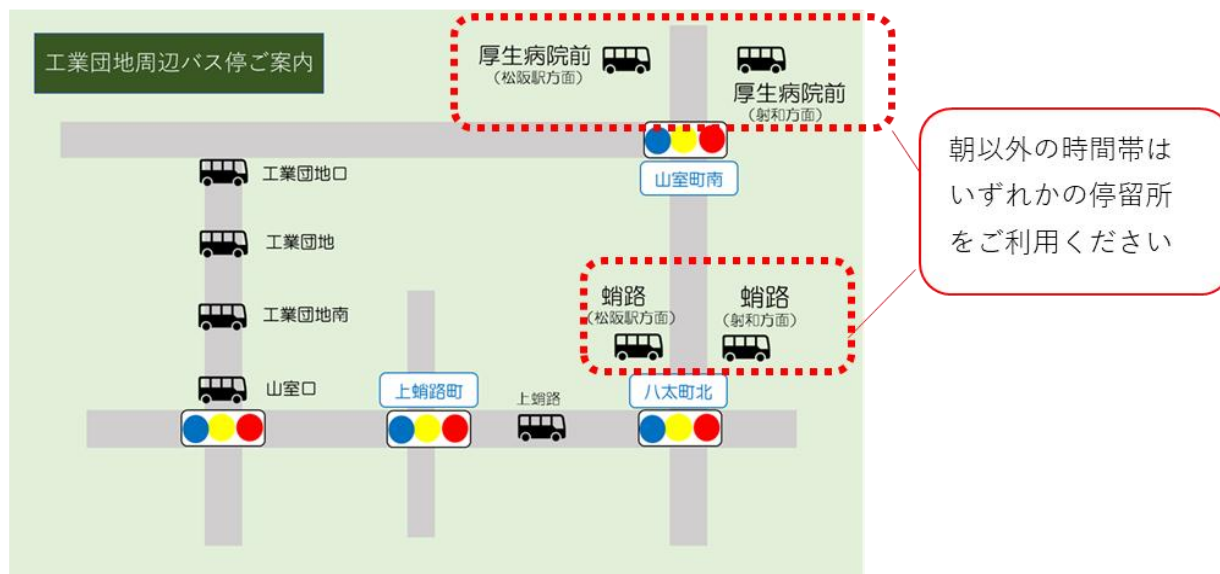 工業団地周辺バス停ご案内
厚生病院前
(松阪駅方面)
厚生病院前
(射和方面)
山室町南
朝以外の時間帯は
いずれかの停留所
をご利用ください
工業団地口
工業団地
工業団地南
山室口
蛸路
(松阪駅方面)
蛸路
(射和方面)
上蛸路町
上蛸路
八太町北